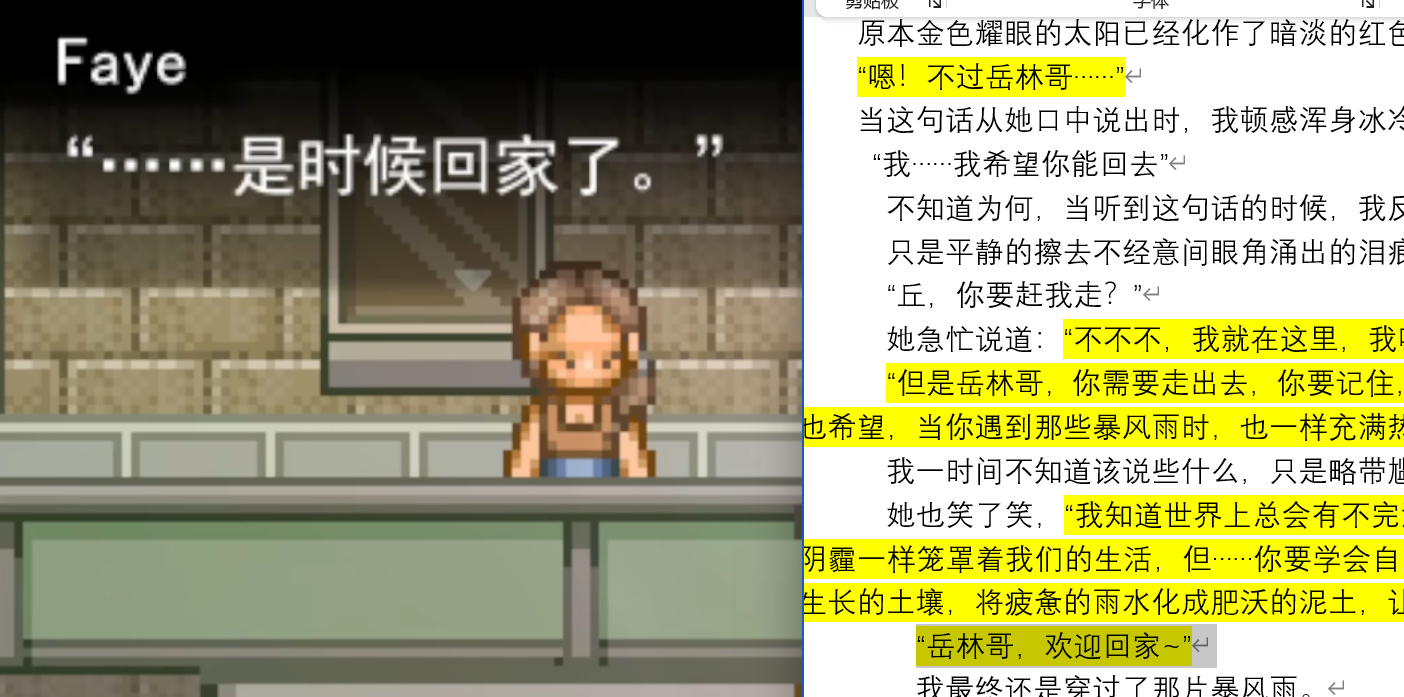 Faye
“……是时候回家了。”
剪贴板
字体
原本金色耀眼的太阳已经化作了暗淡的红色
“嗯！不过岳林哥……”
当这句话从她口中说出时，我顿感浑身冰冷
“我……我希望你能回去”
不知道为何，当听到这句话的时候，我反
只是平静的擦去不经意间眼角涌出的泪痕
“丘，你要赶我走？”
她急忙说道：“不不不，我就在这里，我
“但是岳林哥，你需要走出去，你要记住，
也希望，当你遇到那些暴风雨时，也一样充满热
我一时间不知道该说些什么，只是略带尴
她也笑了笑，“我知道世界上总会有不完
阴霾一样笼罩着我们的生活，但……你要学会自
生长的土壤，将疲惫的雨水化成肥沃的泥土，让
“岳林哥，欢迎回家~”
我最终还是穿过了那片暴风雨。